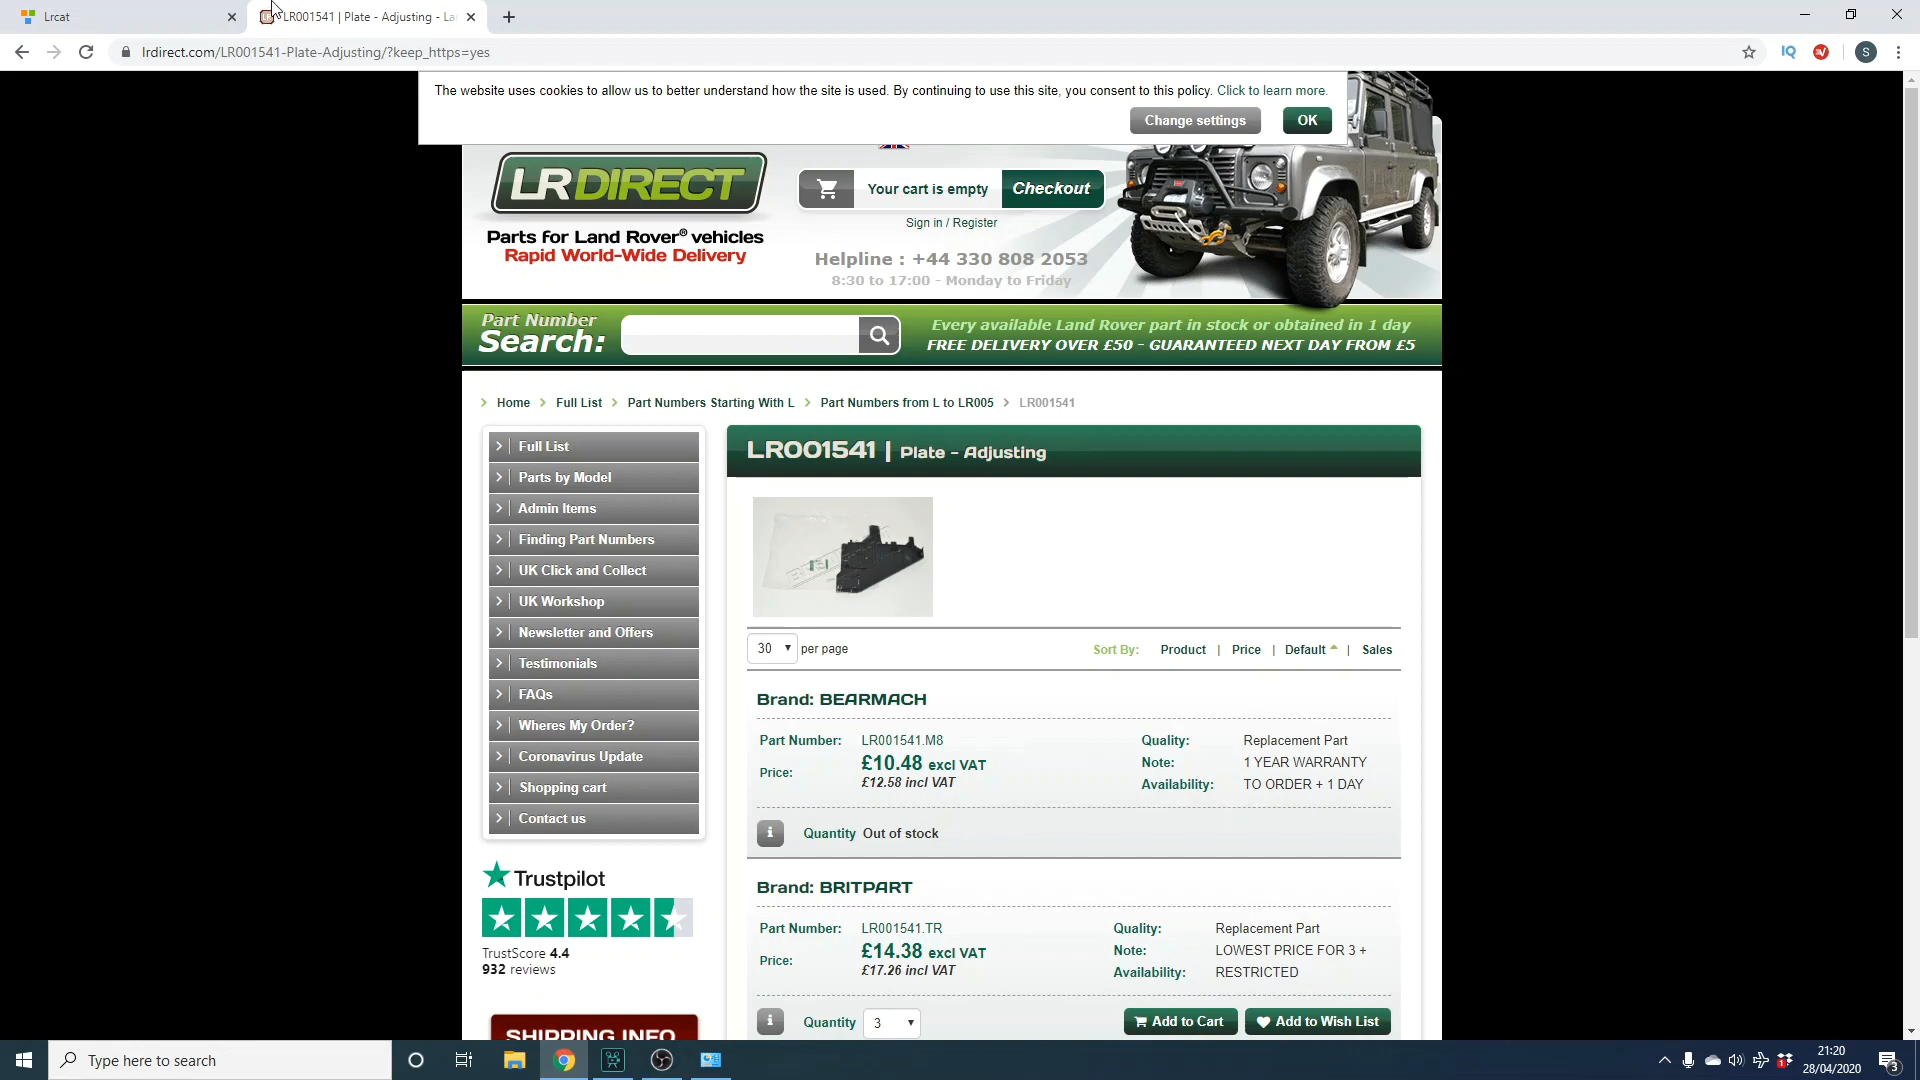 Lrcat
LR001541 | Plate - Adjusting - La
lrdirect.com/LR001541-Plate-Adjusting/?keep_https=yes
IQ
S
The website uses cookies to allow us to better understand how the site is used. By continuing to use this site, you consent to this policy. Click to learn more.
Change settings
OK
LRDIRECT
Parts for Land Rover® vehicles
Rapid World-Wide Delivery
Your cart is empty
Checkout
Sign in / Register
Helpline : +44 330 808 2053
8:30 to 17:00 - Monday to Friday
Part Number
Search:
Every available Land Rover part in stock or obtained in 1 day
FREE DELIVERY OVER £50 - GUARANTEED NEXT DAY FROM £5
Home
Full List
Part Numbers Starting With L
Part Numbers from L to LR005
LR001541
Full List
Parts by Model
Admin Items
Finding Part Numbers
UK Click and Collect
UK Workshop
Newsletter and Offers
Testimonials
FAQs
Wheres My Order?
Coronavirus Update
Shopping cart
Contact us
Trustpilot
TrustScore 4.4
932 reviews
SHIPPING INFO
LR001541 | Plate - Adjusting
30 per page
Sort By: Product | Price | Default | Sales
Brand: BEARMACH
Part Number: LR001541.M8
Price: £10.48 excl VAT
£12.58 incl VAT
Quality: Replacement Part
Note: 1 YEAR WARRANTY
Availability: TO ORDER + 1 DAY
Quantity Out of stock
Brand: BRITPART
Part Number: LR001541.TR
Price: £14.38 excl VAT
£17.26 incl VAT
Quality: Replacement Part
Note: LOWEST PRICE FOR 3 +
Availability: RESTRICTED
Quantity 3
Add to Cart
Add to Wish List
Type here to search
21:20
28/04/2020
3